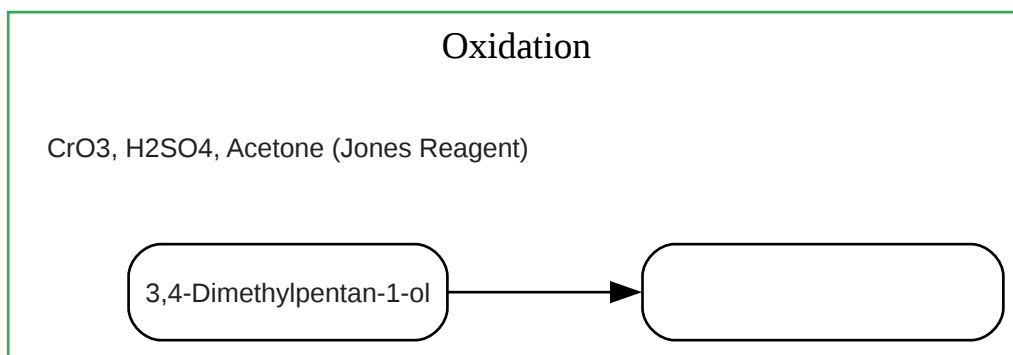 Oxidation
CrO3, H2SO4, Acetone (Jones Reagent)
3,4-Dimethylpentan-1-ol